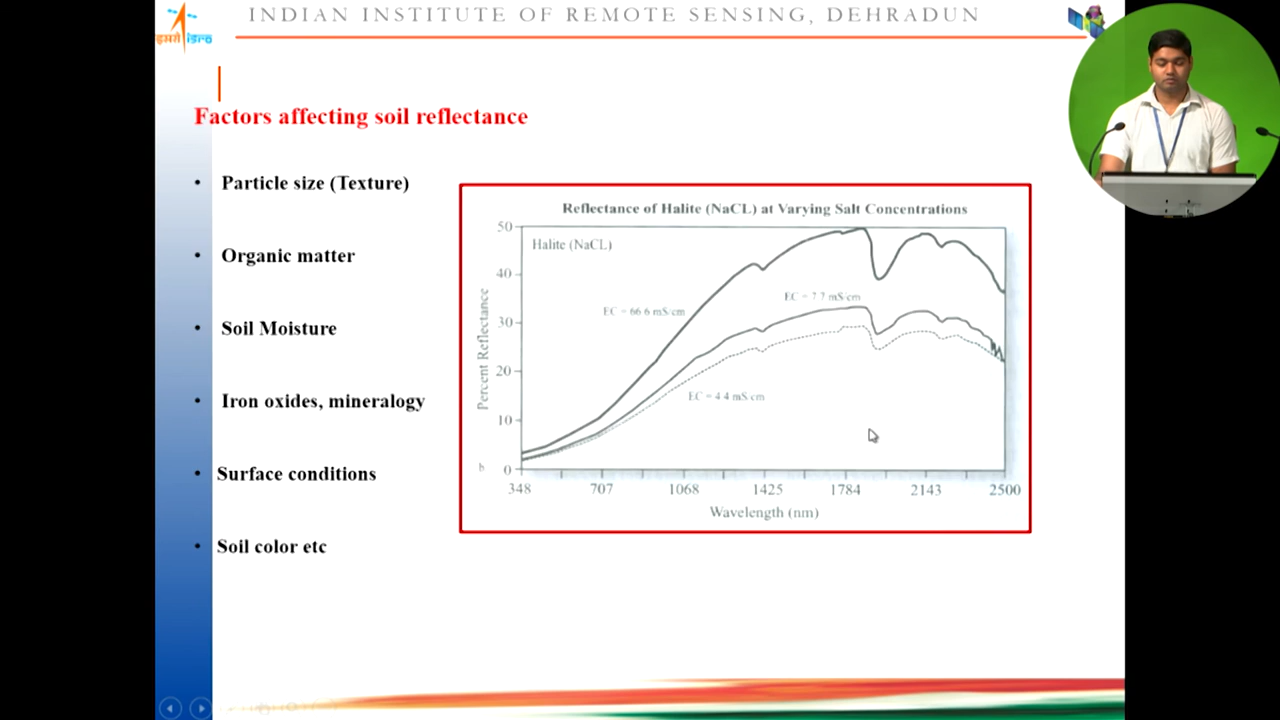 INDIAN INSTITUTE OF REMOTE SENSING, DEHRADUN
इसरो isro
Factors affecting soil reflectance
• Particle size (Texture)
• Organic matter
• Soil Moisture
• Iron oxides, mineralogy
• Surface conditions
• Soil color etc
Reflectance of Halite (NaCL) at Varying Salt Concentrations
Halite (NaCL)
Percent Reflectance
50
40
30
20
10
0
EC = 66.6 mS/cm
EC = 7.7 mS/cm
EC = 4.4 mS/cm
b
348 707 1068 1425 1784 2143 2500
Wavelength (nm)